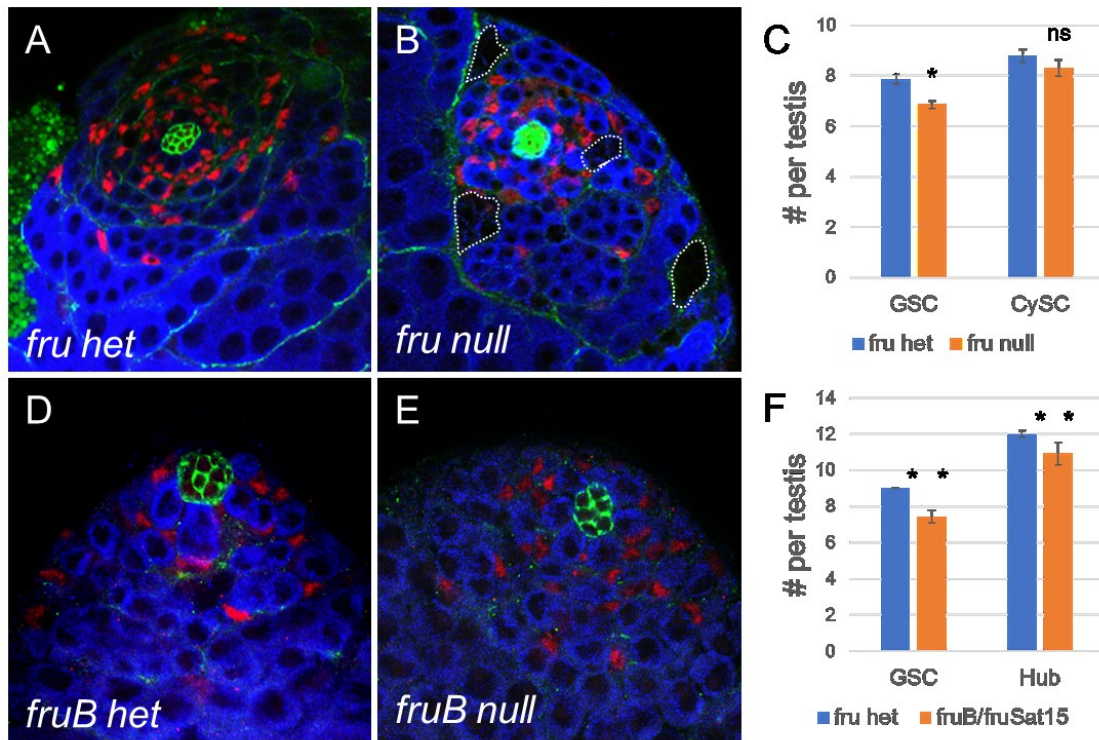 A
fru het
B
fru null
C
# per testis
10
8
6
4
2
0
*
ns
GSC CySC
fru het fru null
D
fruB het
E
fruB null
F
# per testis
14
12
10
8
6
4
2
0
* *
* *
GSC Hub
fru het fruB/fruSat15